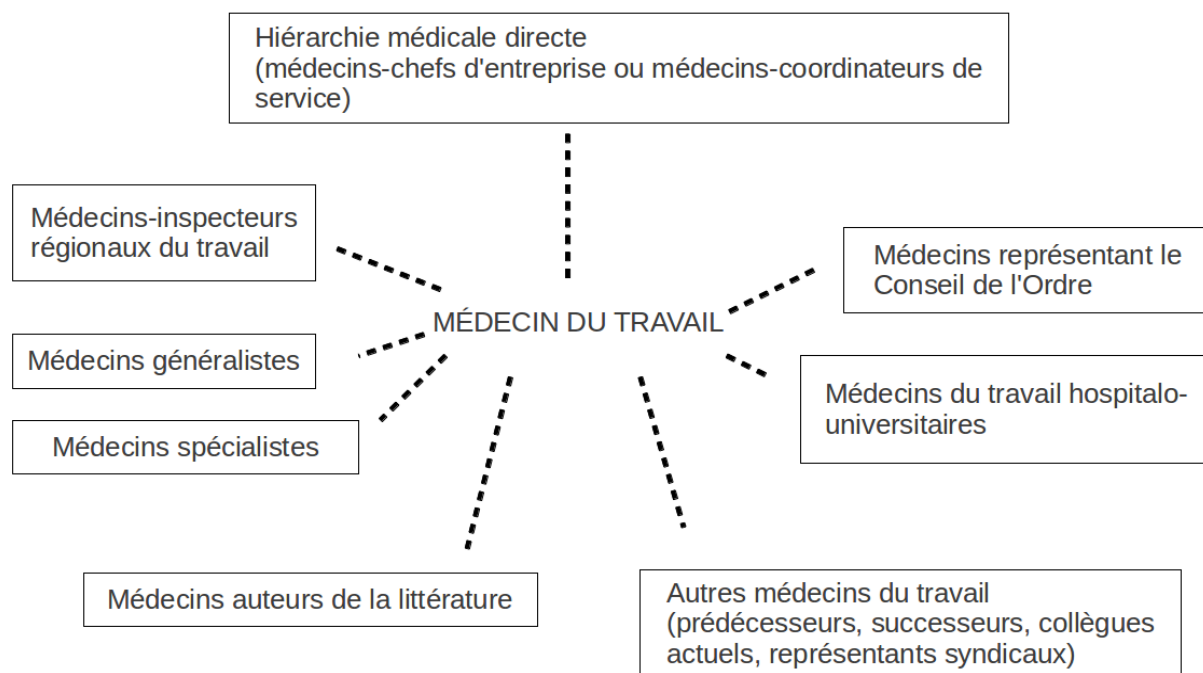 Hiérarchie médicale directe
(médecins-chefs d'entreprise ou médecins-coordinateurs de
service)
Médecins-inspecteurs
régionaux du travail
Médecins représentant le
Conseil de l'Ordre
MÉDECIN DU TRAVAIL
Médecins généralistes
Médecins du travail hospitalo-
universitaires
Médecins spécialistes
Médecins auteurs de la littérature
Autres médecins du travail
(prédécesseurs, successeurs, collègues
actuels, représentants syndicaux)